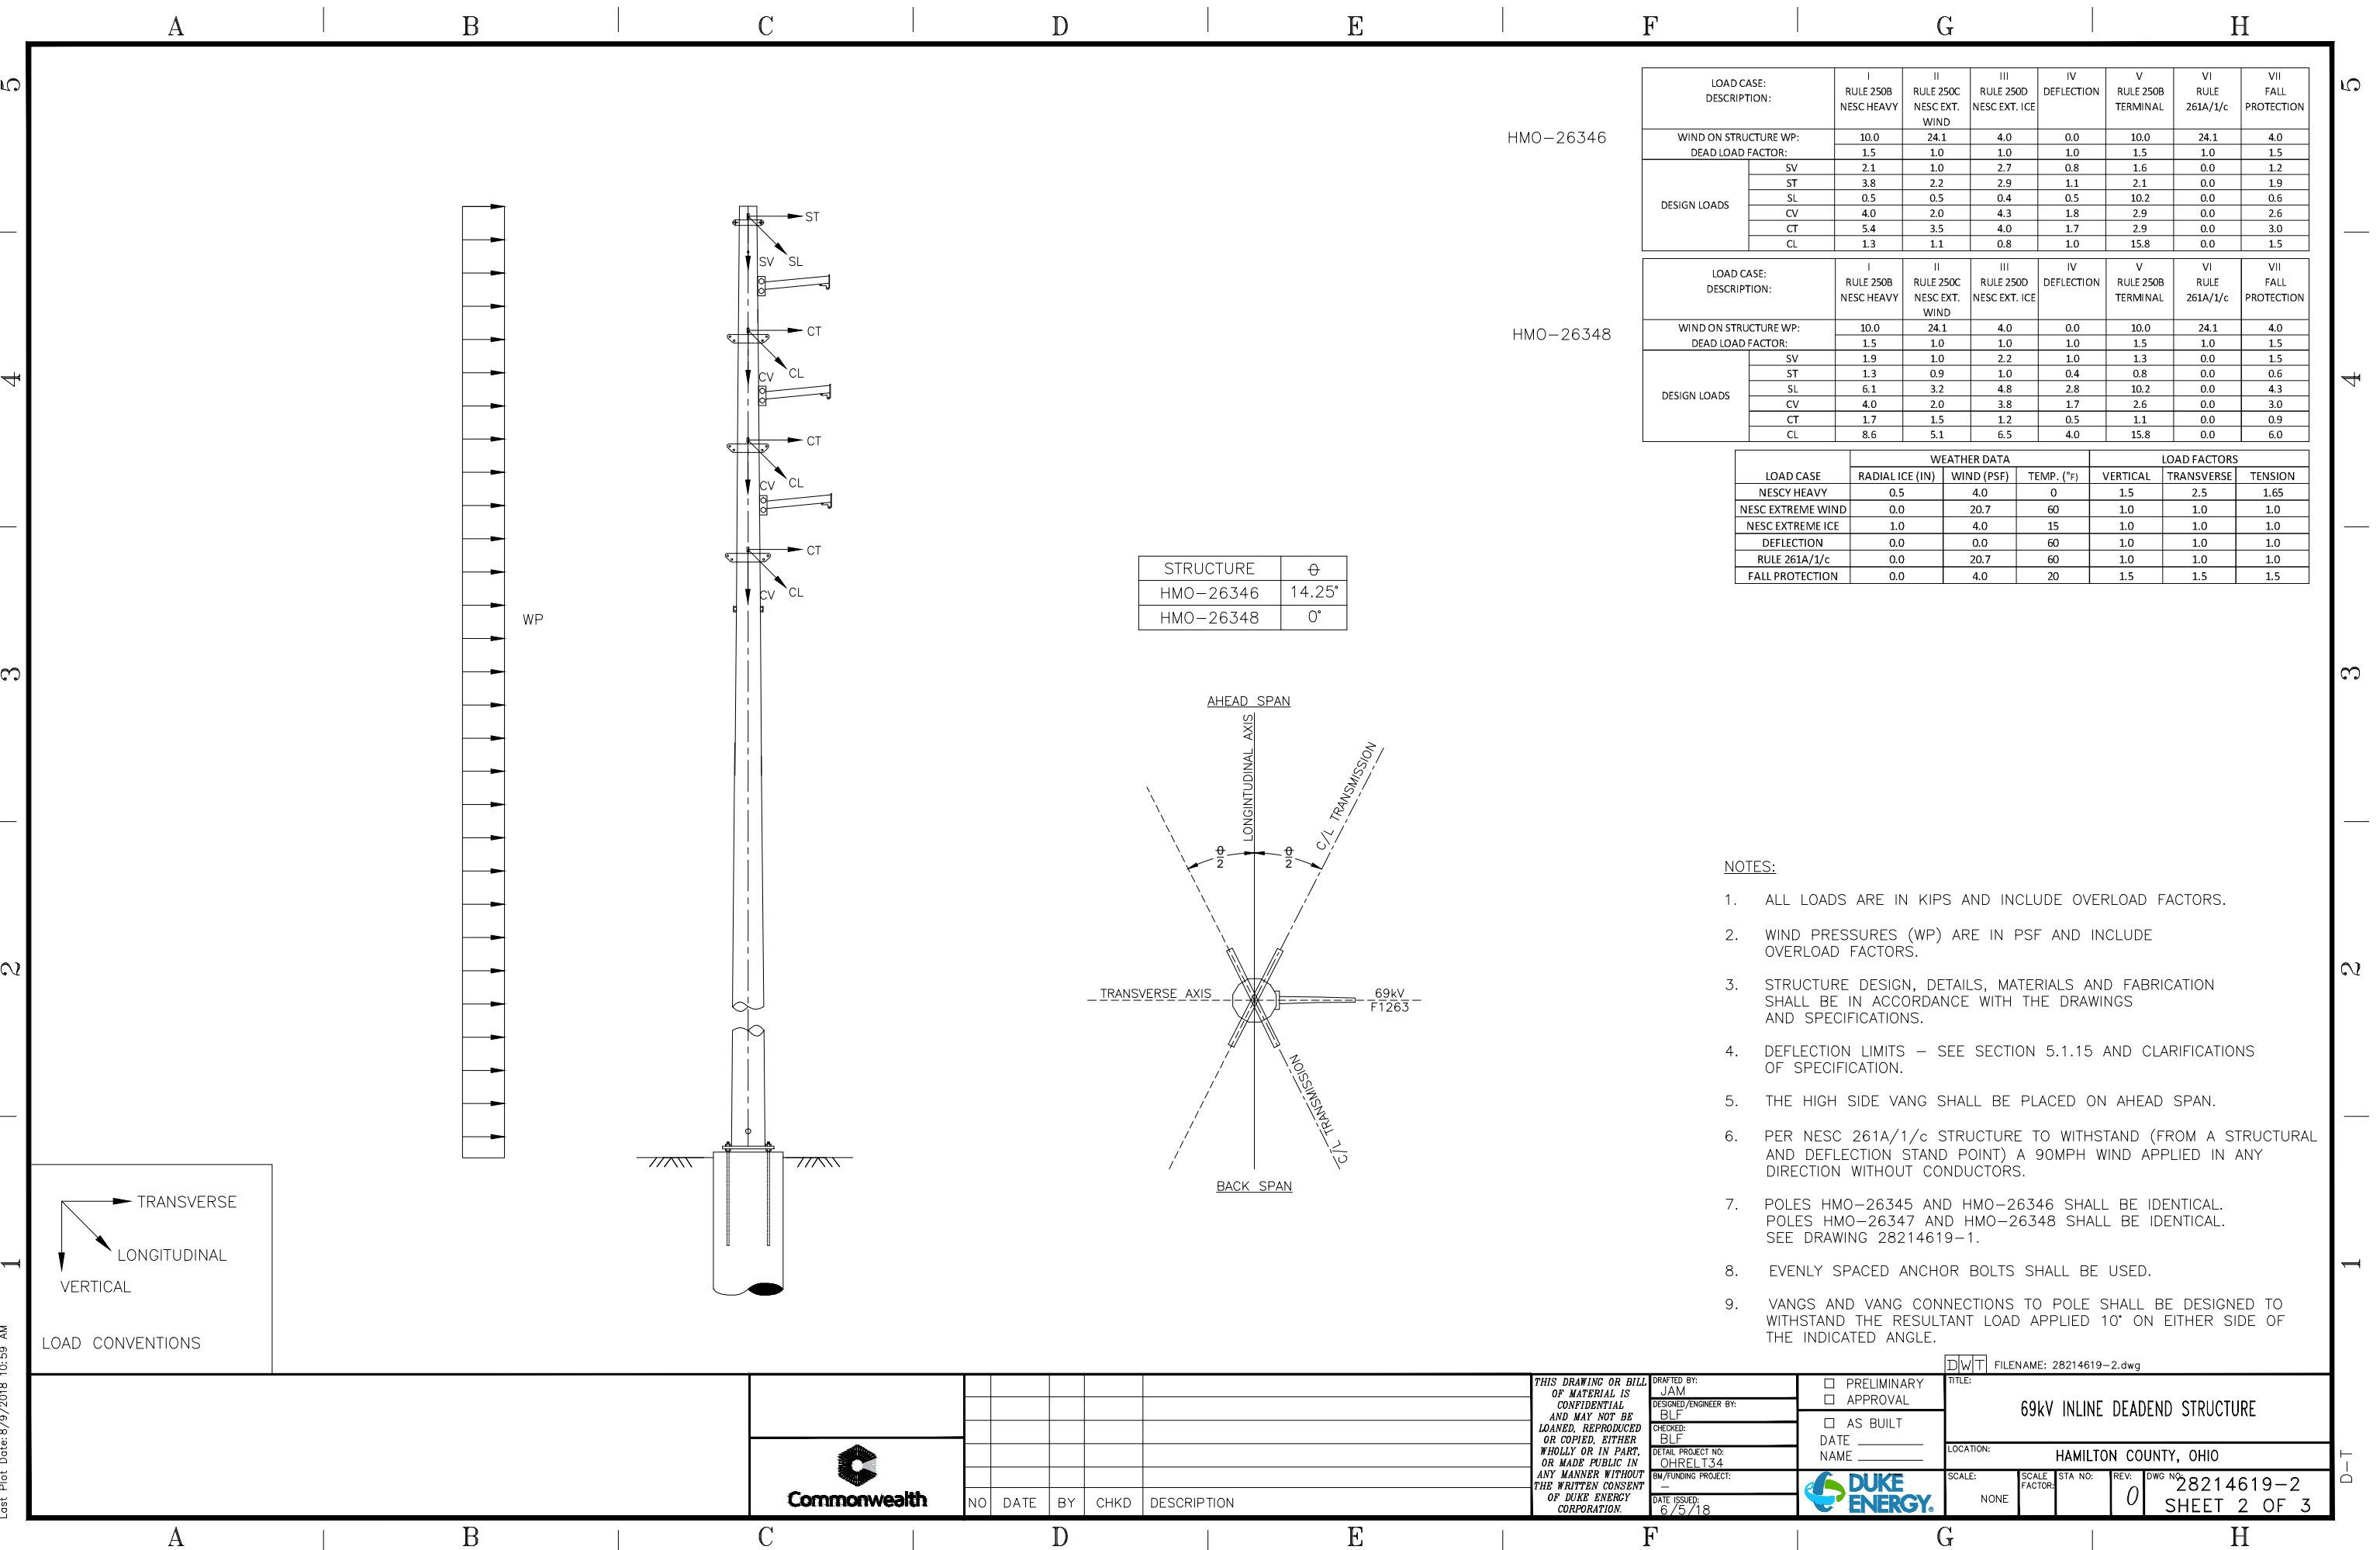 A B C D E F G H
5
4
3
2
1
5
4
3
2
1
HMO-26346
LOAD CASE: I II III IV V VI VII
DESCRIPTION: RULE 250B RULE 250C RULE 250D DEFLECTION RULE 250B RULE FALL
NESC HEAVY NESC EXT. NESC EXT. ICE TERMINAL 261A/1/c PROTECTION
WIND
WIND ON STRUCTURE WP: 10.0 24.1 4.0 0.0 10.0 24.1 4.0
DEAD LOAD FACTOR: 1.5 1.0 1.0 1.0 1.5 1.0 1.5
DESIGN LOADS
SV 2.1 1.0 2.7 0.8 1.6 0.0 1.2
ST 3.8 2.2 2.9 1.1 2.1 0.0 1.9
SL 0.5 0.5 0.4 0.5 10.2 0.0 0.6
CV 4.0 2.0 4.3 1.8 2.9 0.0 2.6
CT 5.4 3.5 4.0 1.7 2.9 0.0 3.0
CL 1.3 1.1 0.8 1.0 15.8 0.0 1.5
HMO-26348
LOAD CASE: I II III IV V VI VII
DESCRIPTION: RULE 250B RULE 250C RULE 250D DEFLECTION RULE 250B RULE FALL
NESC HEAVY NESC EXT. NESC EXT. ICE TERMINAL 261A/1/c PROTECTION
WIND
WIND ON STRUCTURE WP: 10.0 24.1 4.0 0.0 10.0 24.1 4.0
DEAD LOAD FACTOR: 1.5 1.0 1.0 1.0 1.5 1.0 1.5
DESIGN LOADS
SV 1.9 1.0 2.2 1.0 1.3 0.0 1.5
ST 1.3 0.9 1.0 0.4 0.8 0.0 0.6
SL 6.1 3.2 4.8 2.8 10.2 0.0 4.3
CV 4.0 2.0 3.8 1.7 2.6 0.0 3.0
CT 1.7 1.5 1.2 0.5 1.1 0.0 0.9
CL 8.6 5.1 6.5 4.0 15.8 0.0 6.0
WEATHER DATA LOAD FACTORS
LOAD CASE RADIAL ICE (IN) WIND (PSF) TEMP. (°F) VERTICAL TRANSVERSE TENSION
NESCY HEAVY 0.5 4.0 0 1.5 2.5 1.65
NESC EXTREME WIND 0.0 20.7 60 1.0 1.0 1.0
NESC EXTREME ICE 1.0 4.0 15 1.0 1.0 1.0
DEFLECTION 0.0 0.0 60 1.0 1.0 1.0
RULE 261A/1/c 0.0 20.7 60 1.0 1.0 1.0
FALL PROTECTION 0.0 4.0 20 1.5 1.5 1.5
ST
SV SL
CT
CV CL
CT
CV CL
CT
CV CL
WP
STRUCTURE θ
HMO-26346 14.25°
HMO-26348 0°
AHEAD SPAN
LONGINTUDINAL AXIS
C/L TRANSMISSION
θ/2 θ/2
TRANSVERSE AXIS
69kV
F1263
C/L TRANSMISSION
BACK SPAN
NOTES:
1. ALL LOADS ARE IN KIPS AND INCLUDE OVERLOAD FACTORS.
2. WIND PRESSURES (WP) ARE IN PSF AND INCLUDE
OVERLOAD FACTORS.
3. STRUCTURE DESIGN, DETAILS, MATERIALS AND FABRICATION
SHALL BE IN ACCORDANCE WITH THE DRAWINGS
AND SPECIFICATIONS.
4. DEFLECTION LIMITS – SEE SECTION 5.1.15 AND CLARIFICATIONS
OF SPECIFICATION.
5. THE HIGH SIDE VANG SHALL BE PLACED ON AHEAD SPAN.
6. PER NESC 261A/1/c STRUCTURE TO WITHSTAND (FROM A STRUCTURAL
AND DEFLECTION STAND POINT) A 90MPH WIND APPLIED IN ANY
DIRECTION WITHOUT CONDUCTORS.
7. POLES HMO-26345 AND HMO-26346 SHALL BE IDENTICAL.
POLES HMO-26347 AND HMO-26348 SHALL BE IDENTICAL.
SEE DRAWING 28214619-1.
8. EVENLY SPACED ANCHOR BOLTS SHALL BE USED.
9. VANGS AND VANG CONNECTIONS TO POLE SHALL BE DESIGNED TO
WITHSTAND THE RESULTANT LOAD APPLIED 10° ON EITHER SIDE OF
THE INDICATED ANGLE.
TRANSVERSE
LONGITUDINAL
VERTICAL
LOAD CONVENTIONS
Last Plot Date: 8/9/2018 10:59 AM
DWT FILENAME: 28214619-2.dwg
Commonwealth
NO DATE BY CHKD DESCRIPTION
THIS DRAWING OR BILL
OF MATERIAL IS
CONFIDENTIAL
AND MAY NOT BE
LOANED, REPRODUCED
OR COPIED, EITHER
WHOLLY OR IN PART,
OR MADE PUBLIC IN
ANY MANNER WITHOUT
THE WRITTEN CONSENT
OF DUKE ENERGY
CORPORATION.
DRAFTED BY:
JAM
DESIGNED/ENGINEER BY:
BLF
CHECKED:
BLF
DETAIL PROJECT NO:
OHRELT34
BM/FUNDING PROJECT:
–
DATE ISSUED:
6/5/18
PRELIMINARY
APPROVAL
AS BUILT
DATE
NAME
DUKE
ENERGY®
TITLE:
69kV INLINE DEADEND STRUCTURE
LOCATION:
HAMILTON COUNTY, OHIO
SCALE:
NONE
SCALE
FACTOR:
STA NO:
REV:
0
DWG NO:
28214619-2
SHEET 2 OF 3
D-T
A B C D E F G H